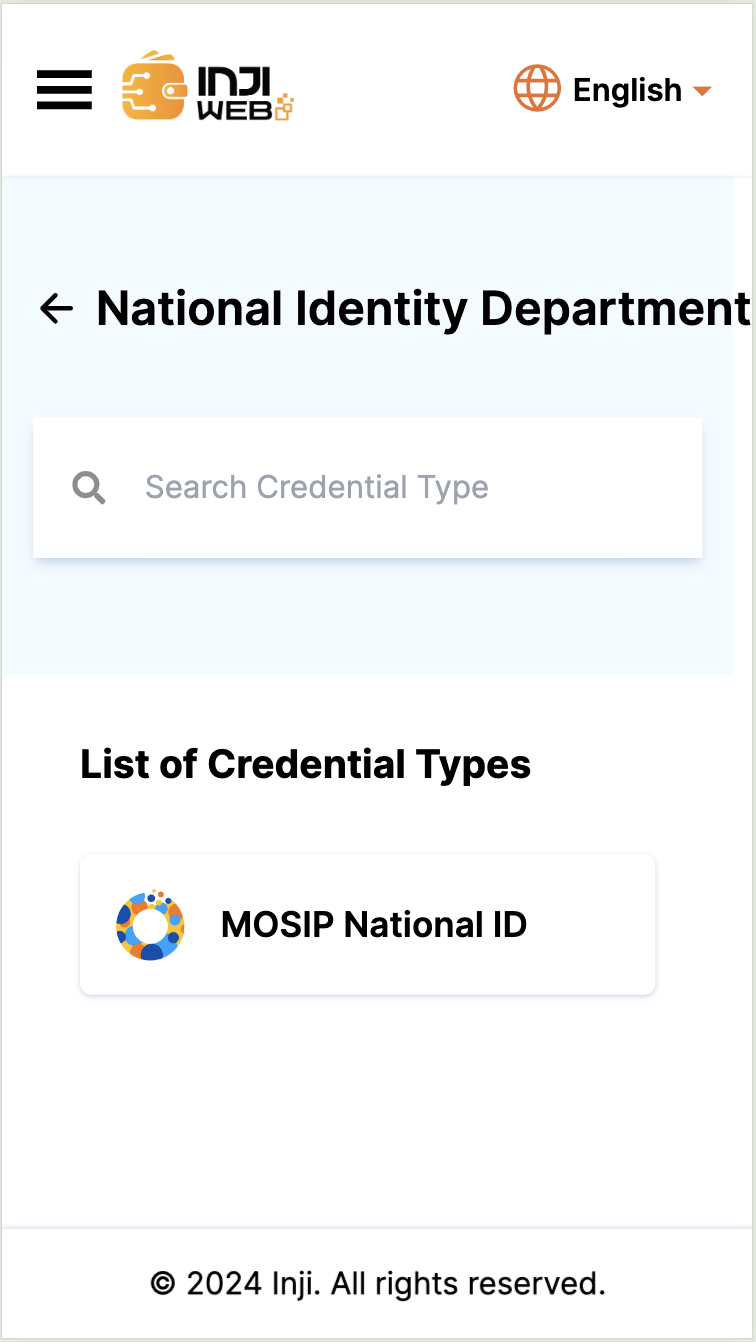 INJI
WEB
English
National Identity Department
Search Credential Type
List of Credential Types
MOSIP National ID
© 2024 Inji. All rights reserved.